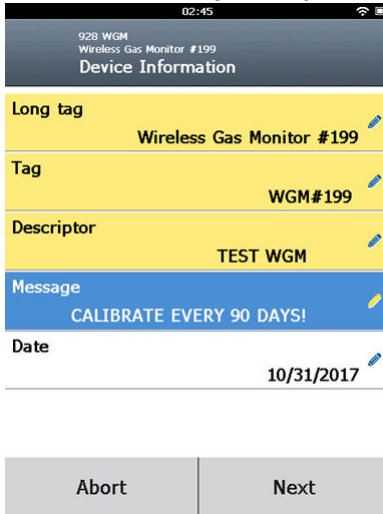 02:45
928 WGM
Wireless Gas Monitor #199
Device Information
Long tag
Wireless Gas Monitor #199
Tag
WGM#199
Descriptor
TEST WGM
Message
CALIBRATE EVERY 90 DAYS!
Date
10/31/2017
Abort
Next